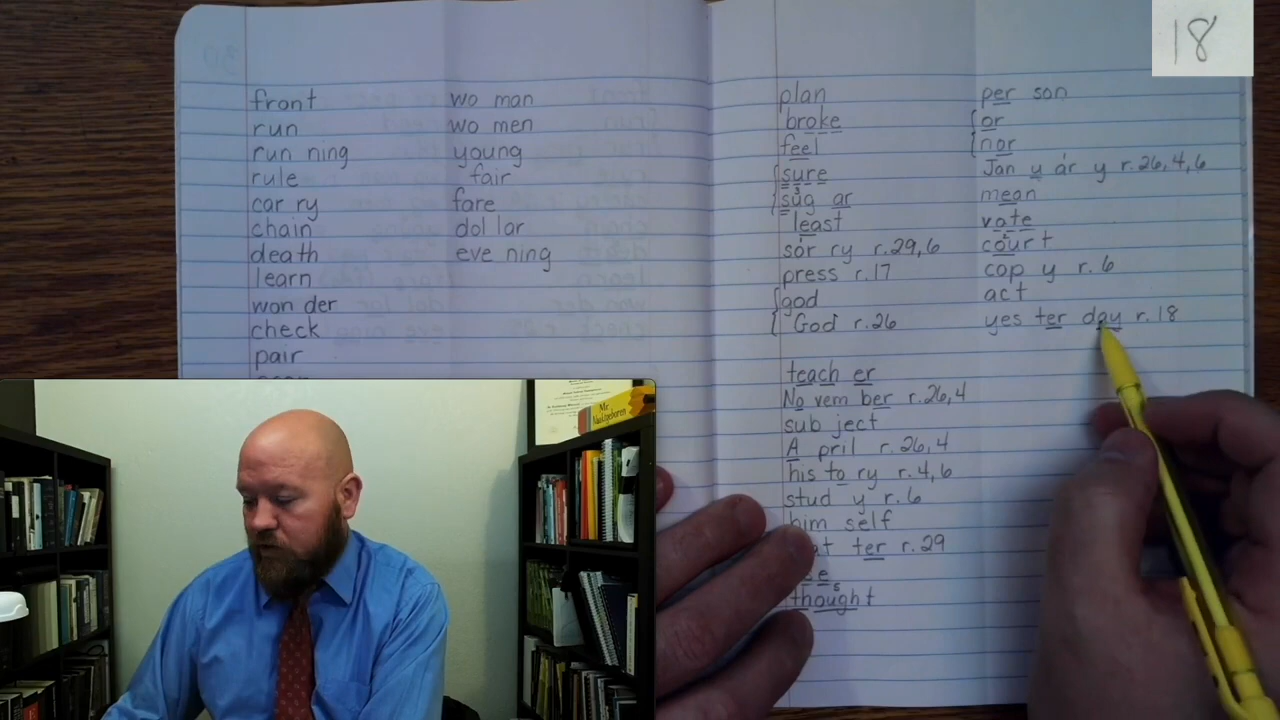 18
front
run
run ning
rule
car ry
chain
death
learn
won der
check
pair
wo man
wo men
young
fair
fare
dol lar
eve ning
plan
broke
feel
sure
sug ar
least
sor ry r.29,6
press r.17
god
God r.26
teach er
No vem ber r.26,4
sub ject
A pril r.26,4
his to ry r.4,6
stud y r.6
him self
ter r.29
thought
per son
or
nor
Jan u ar y r.26,4,6
mean
vote
court
cop y r.6
act
yes ter day r.18
Mr.